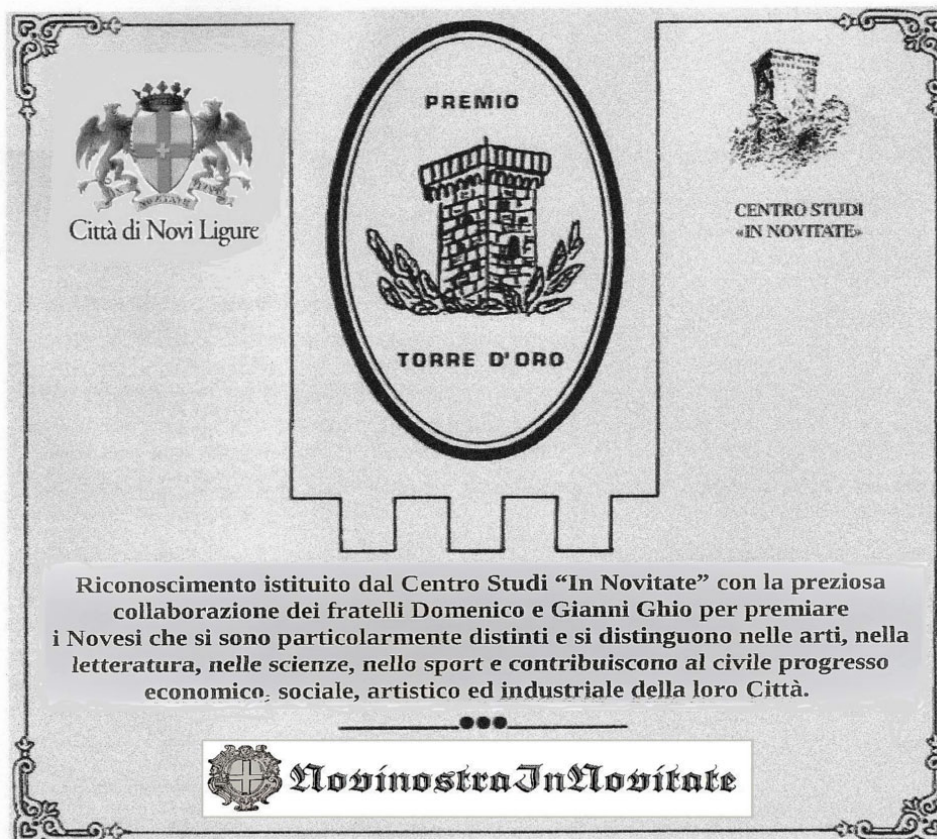 PREMIO
TORRE D'ORO
Città di Novi Ligure
CENTRO STUDI
«IN NOVITATE»
Riconoscimento istituito dal Centro Studi “In Novitate” con la preziosa
collaborazione dei fratelli Domenico e Gianni Ghio per premiare
i Novesi che si sono particolarmente distinti e si distinguono nelle arti, nella
letteratura, nelle scienze, nello sport e contribuiscono al civile progresso
economico, sociale, artistico ed industriale della loro Città.
NovinostraInNovitate